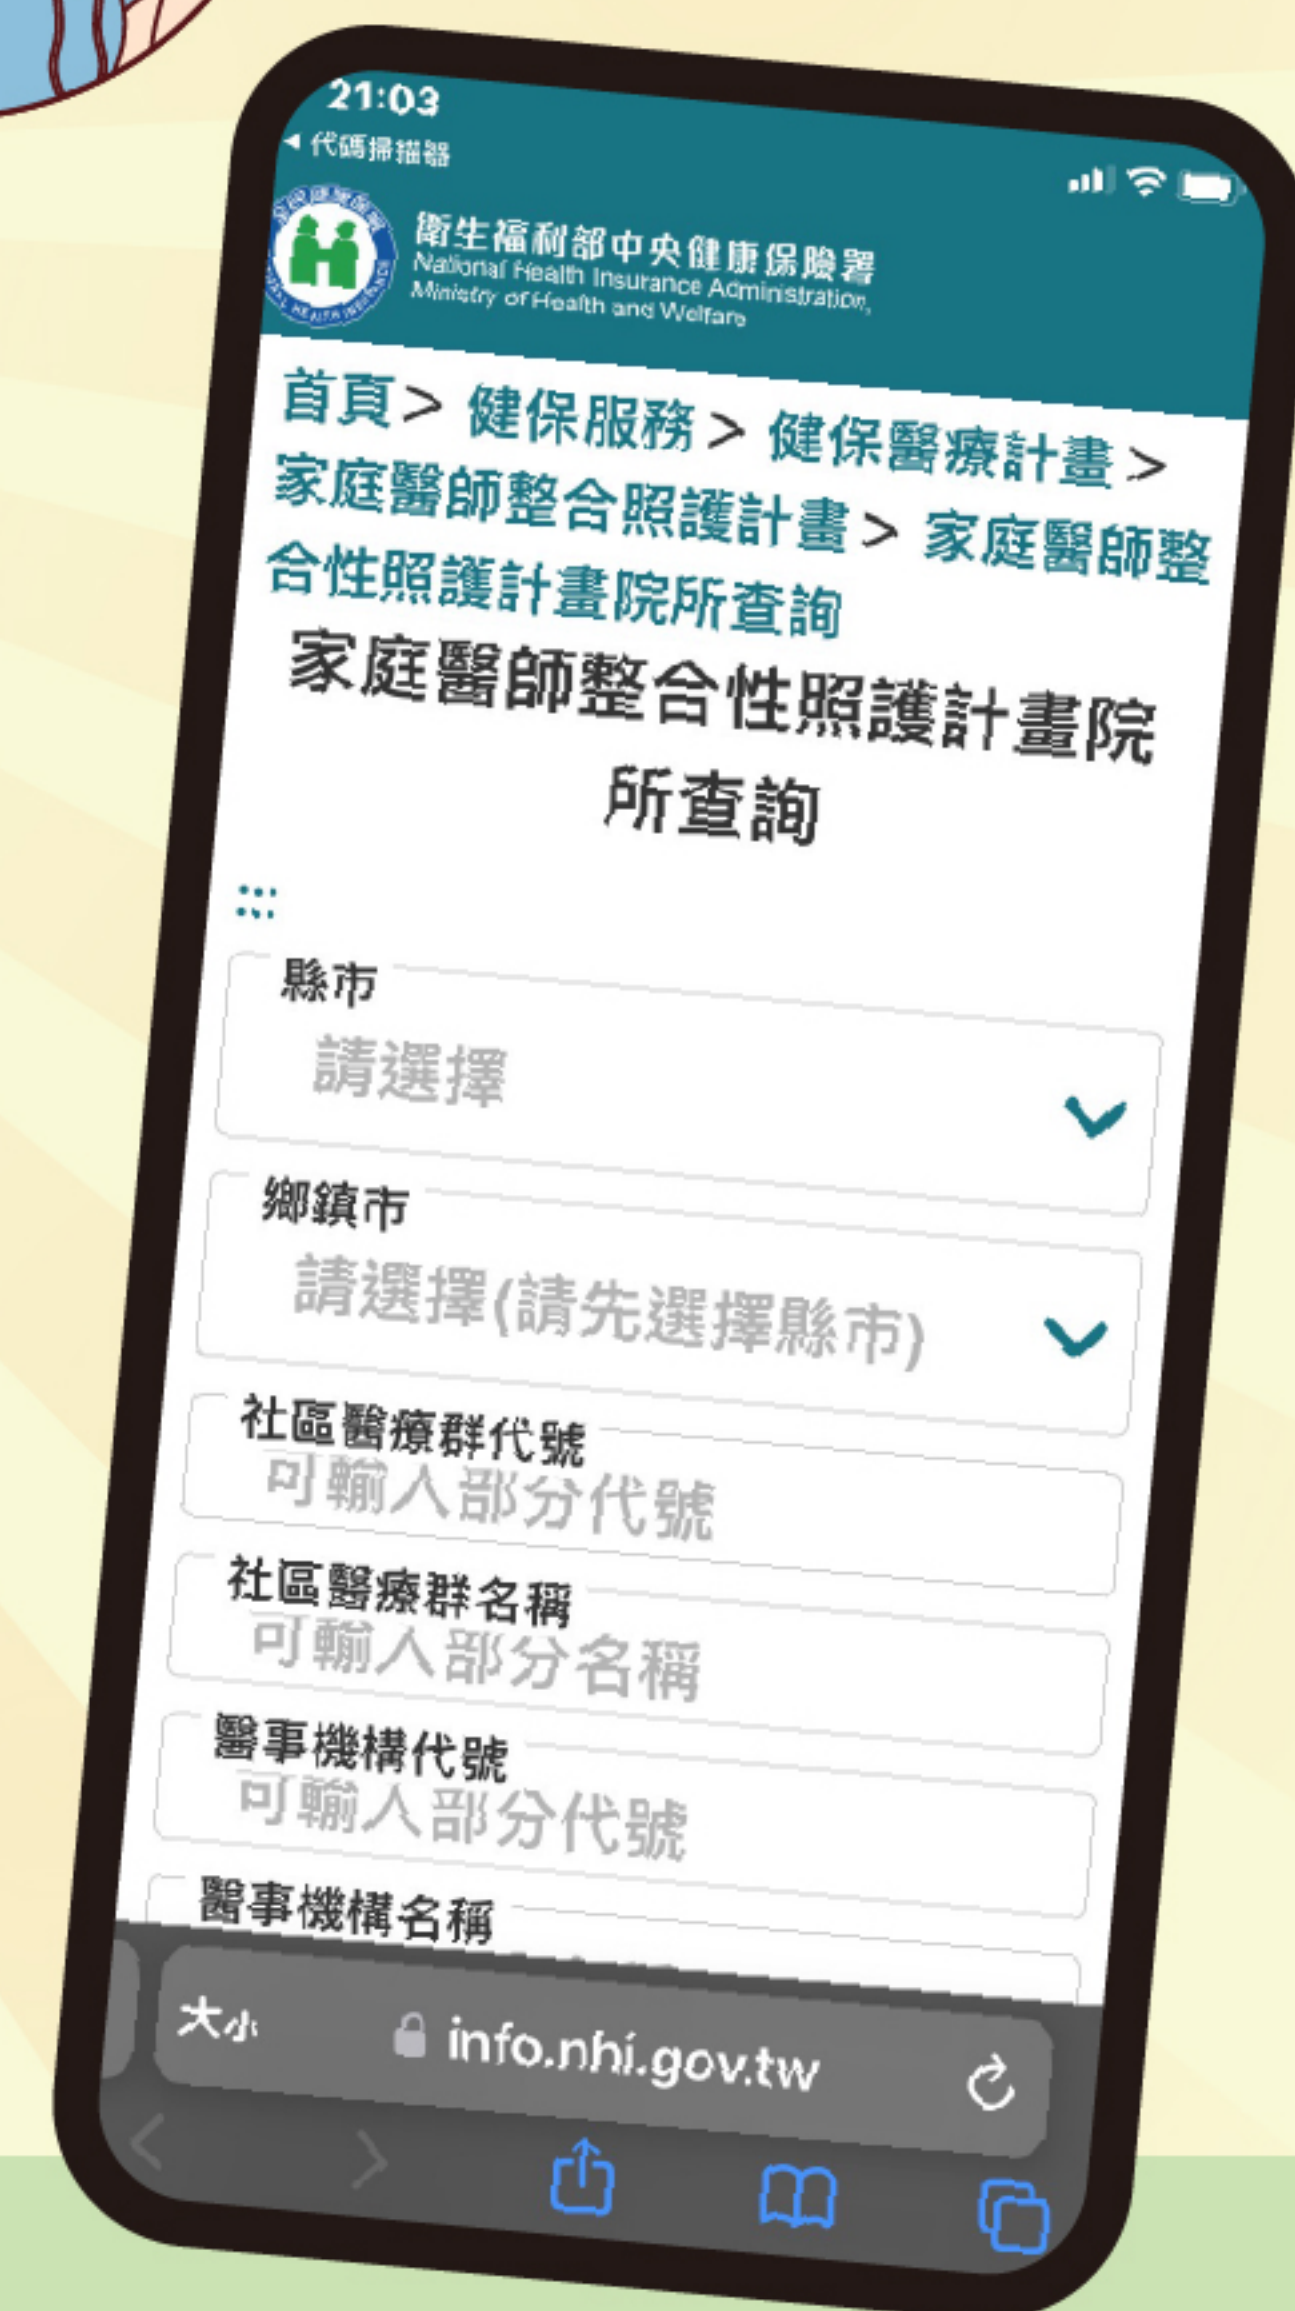 21:03
◀ 代碼掃描器
衛生福利部中央健康保險署
National Health Insurance Administration,
Ministry of Health and Welfare
首頁> 健保服務> 健保醫療計畫>
家庭醫師整合照護計畫> 家庭醫師整
合性照護計畫院所查詢
家庭醫師整合性照護計畫院
所查詢
:::
縣市
請選擇
鄉鎮市
請選擇(請先選擇縣市)
社區醫療群代號
可輸入部分代號
社區醫療群名稱
可輸入部分名稱
醫事機構代號
可輸入部分代號
醫事機構名稱
大小 info.nhi.gov.tw